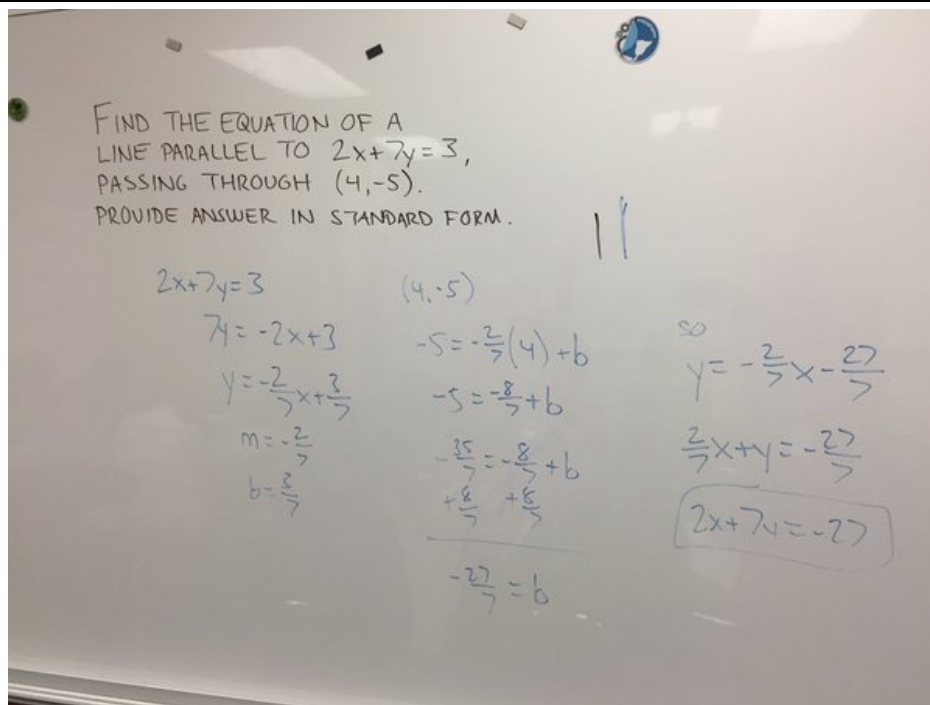 FIND THE EQUATION OF A
LINE PARALLEL TO 2x+7y=3,
PASSING THROUGH (4,-5).
PROVIDE ANSWER IN STANDARD FORM.
2x+7y=3
7y=-2x+3
y=-2/7x+3/7
m=-2/7
b=3/7
(4,-5)
-5=-2/7(4)+b
-5=-8/7+b
-35/7=-8/7+b
+8/7 +8/7
-27/7=b
so
y=-2/7x-27/7
2/7x+y=-27/7
2x+7y=-27